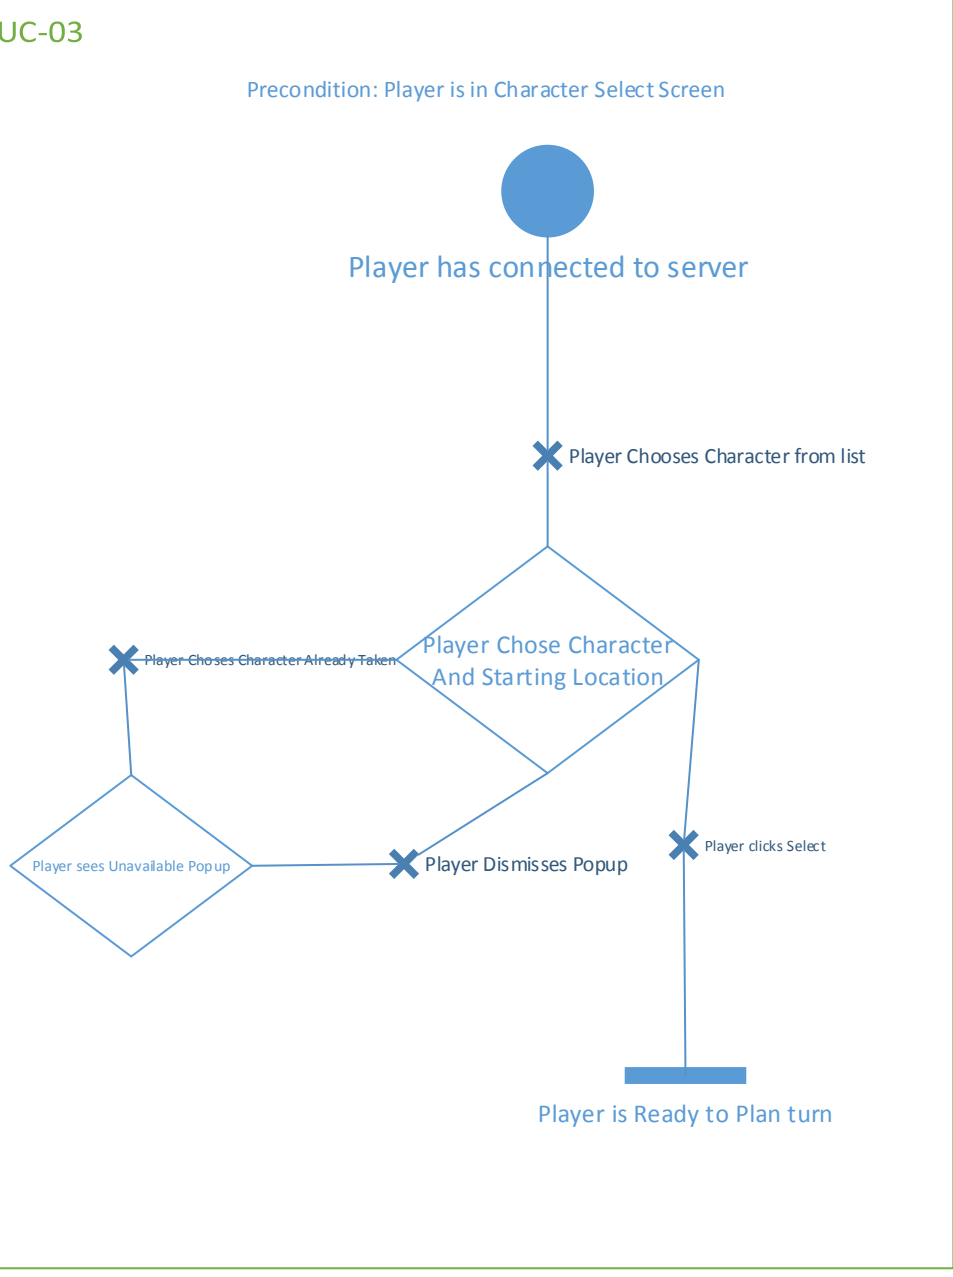 UC-03
Precondition: Player is in Character Select Screen
Player has connected to server
Player Chooses Character from list
Player Chose Character
And Starting Location
Player Choses Character Already Taken
Player clicks Select
Player sees Unavailable Popup
Player Dismisses Popup
Player is Ready to Plan turn